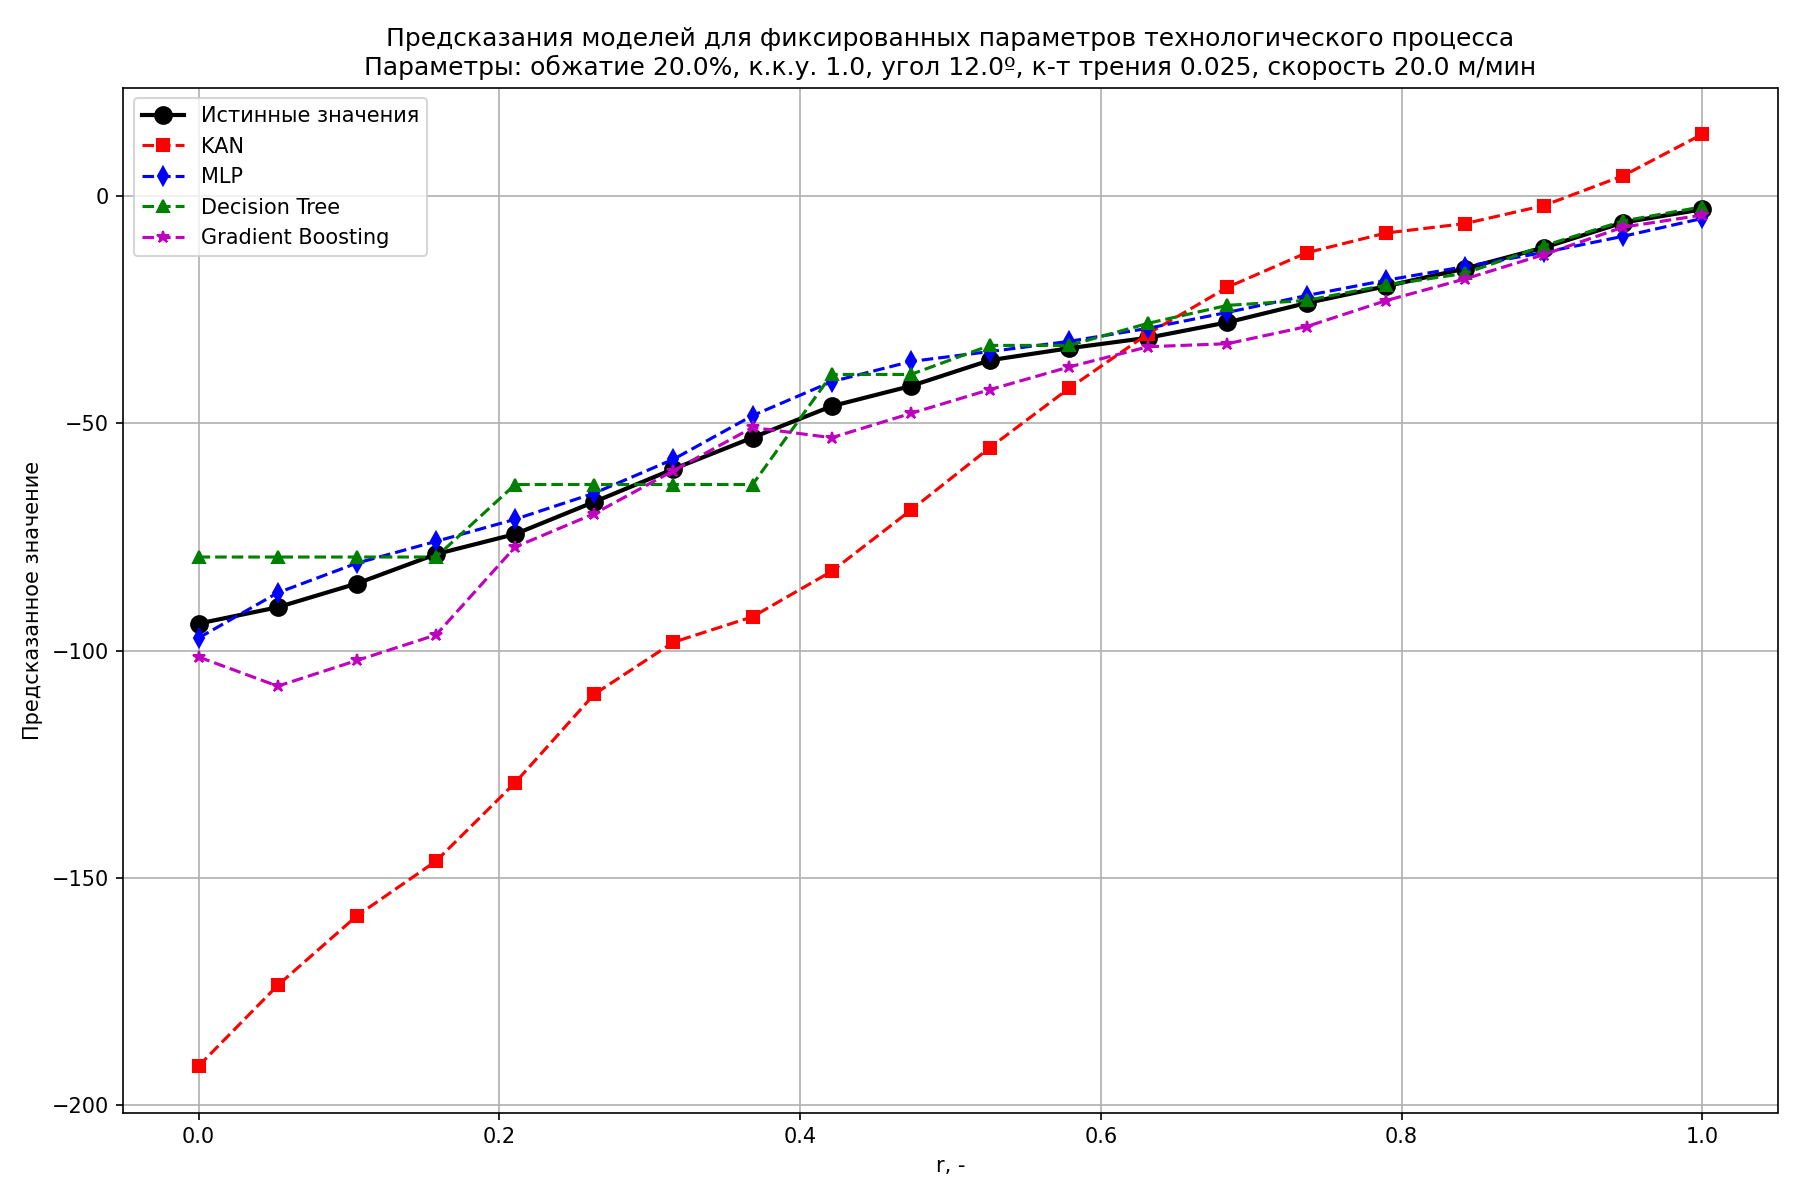 Предсказания моделей для фиксированных параметров технологического процесса
Параметры: обжатие 20.0%, к.к.у. 1.0, угол 12.0º, к-т трения 0.025, скорость 20.0 м/мин
Истинные значения
KAN
MLP
Decision Tree
Gradient Boosting
Предсказанное значение
0
−50
−100
−150
−200
0.0 0.2 0.4 0.6 0.8 1.0
r, -